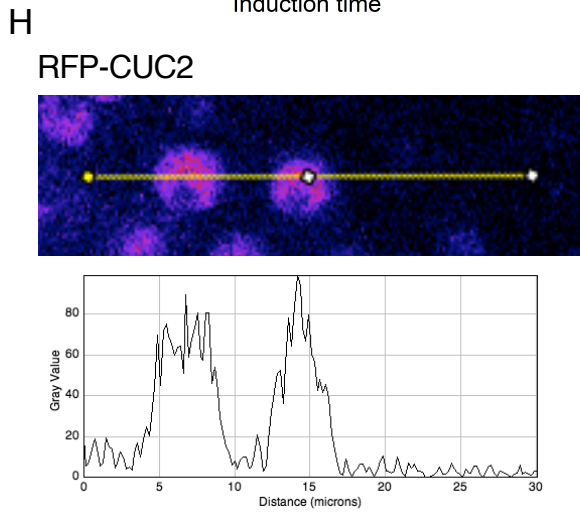 Induction time
H
RFP-CUC2
80
60
40
20
0
Gray Value
0 5 10 15 20 25 30
Distance (microns)